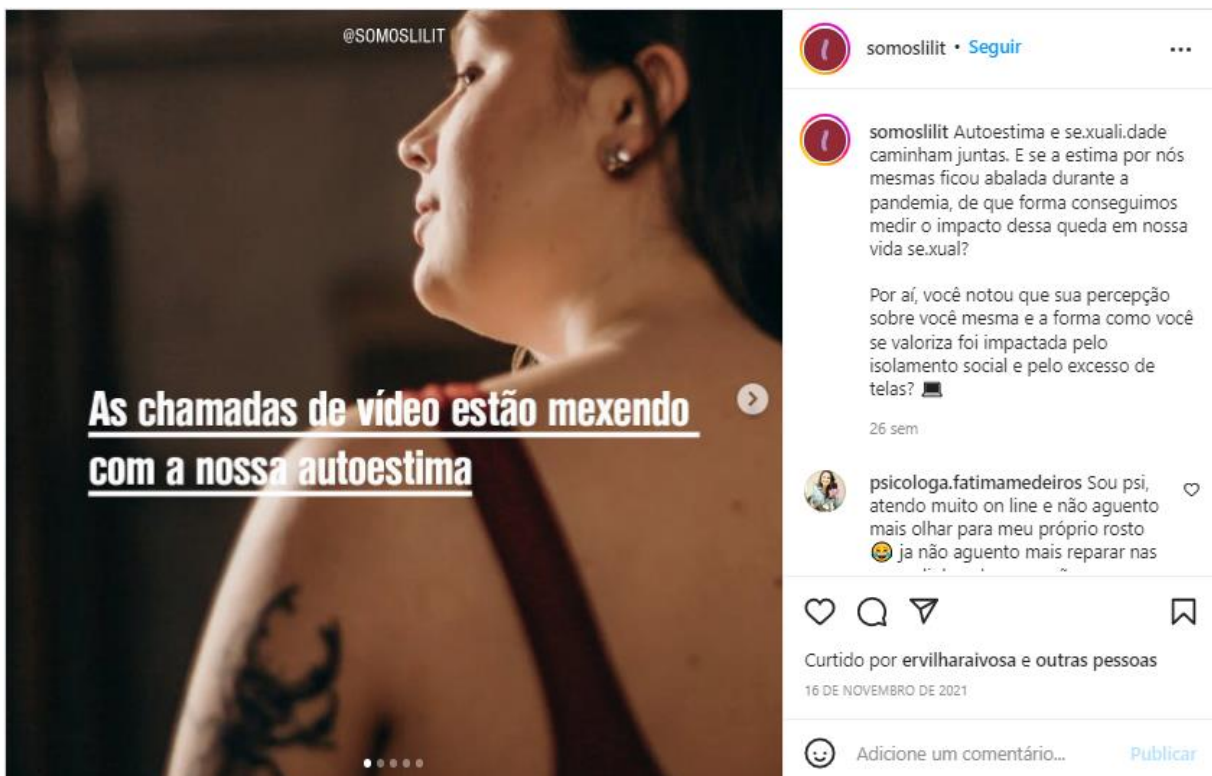 @SOMOSLILIT
As chamadas de vídeo estão mexendo
com a nossa autoestima
somoslilit • Seguir
somoslilit Autoestima e se.xuali.dade
caminham juntas. E se a estima por nós
mesmas ficou abalada durante a
pandemia, de que forma conseguimos
medir o impacto dessa queda em nossa
vida se.xual?
Por aí, você notou que sua percepção
sobre você mesma e a forma como você
se valoriza foi impactada pelo
isolamento social e pelo excesso de
telas? 💻
26 sem
psicologa.fatimamedeiros Sou psi,
atendo muito on line e não aguento
mais olhar para meu próprio rosto
😂 ja não aguento mais reparar nas
Curtido por ervilharaivosa e outras pessoas
16 DE NOVEMBRO DE 2021
Adicione um comentário... Publicar